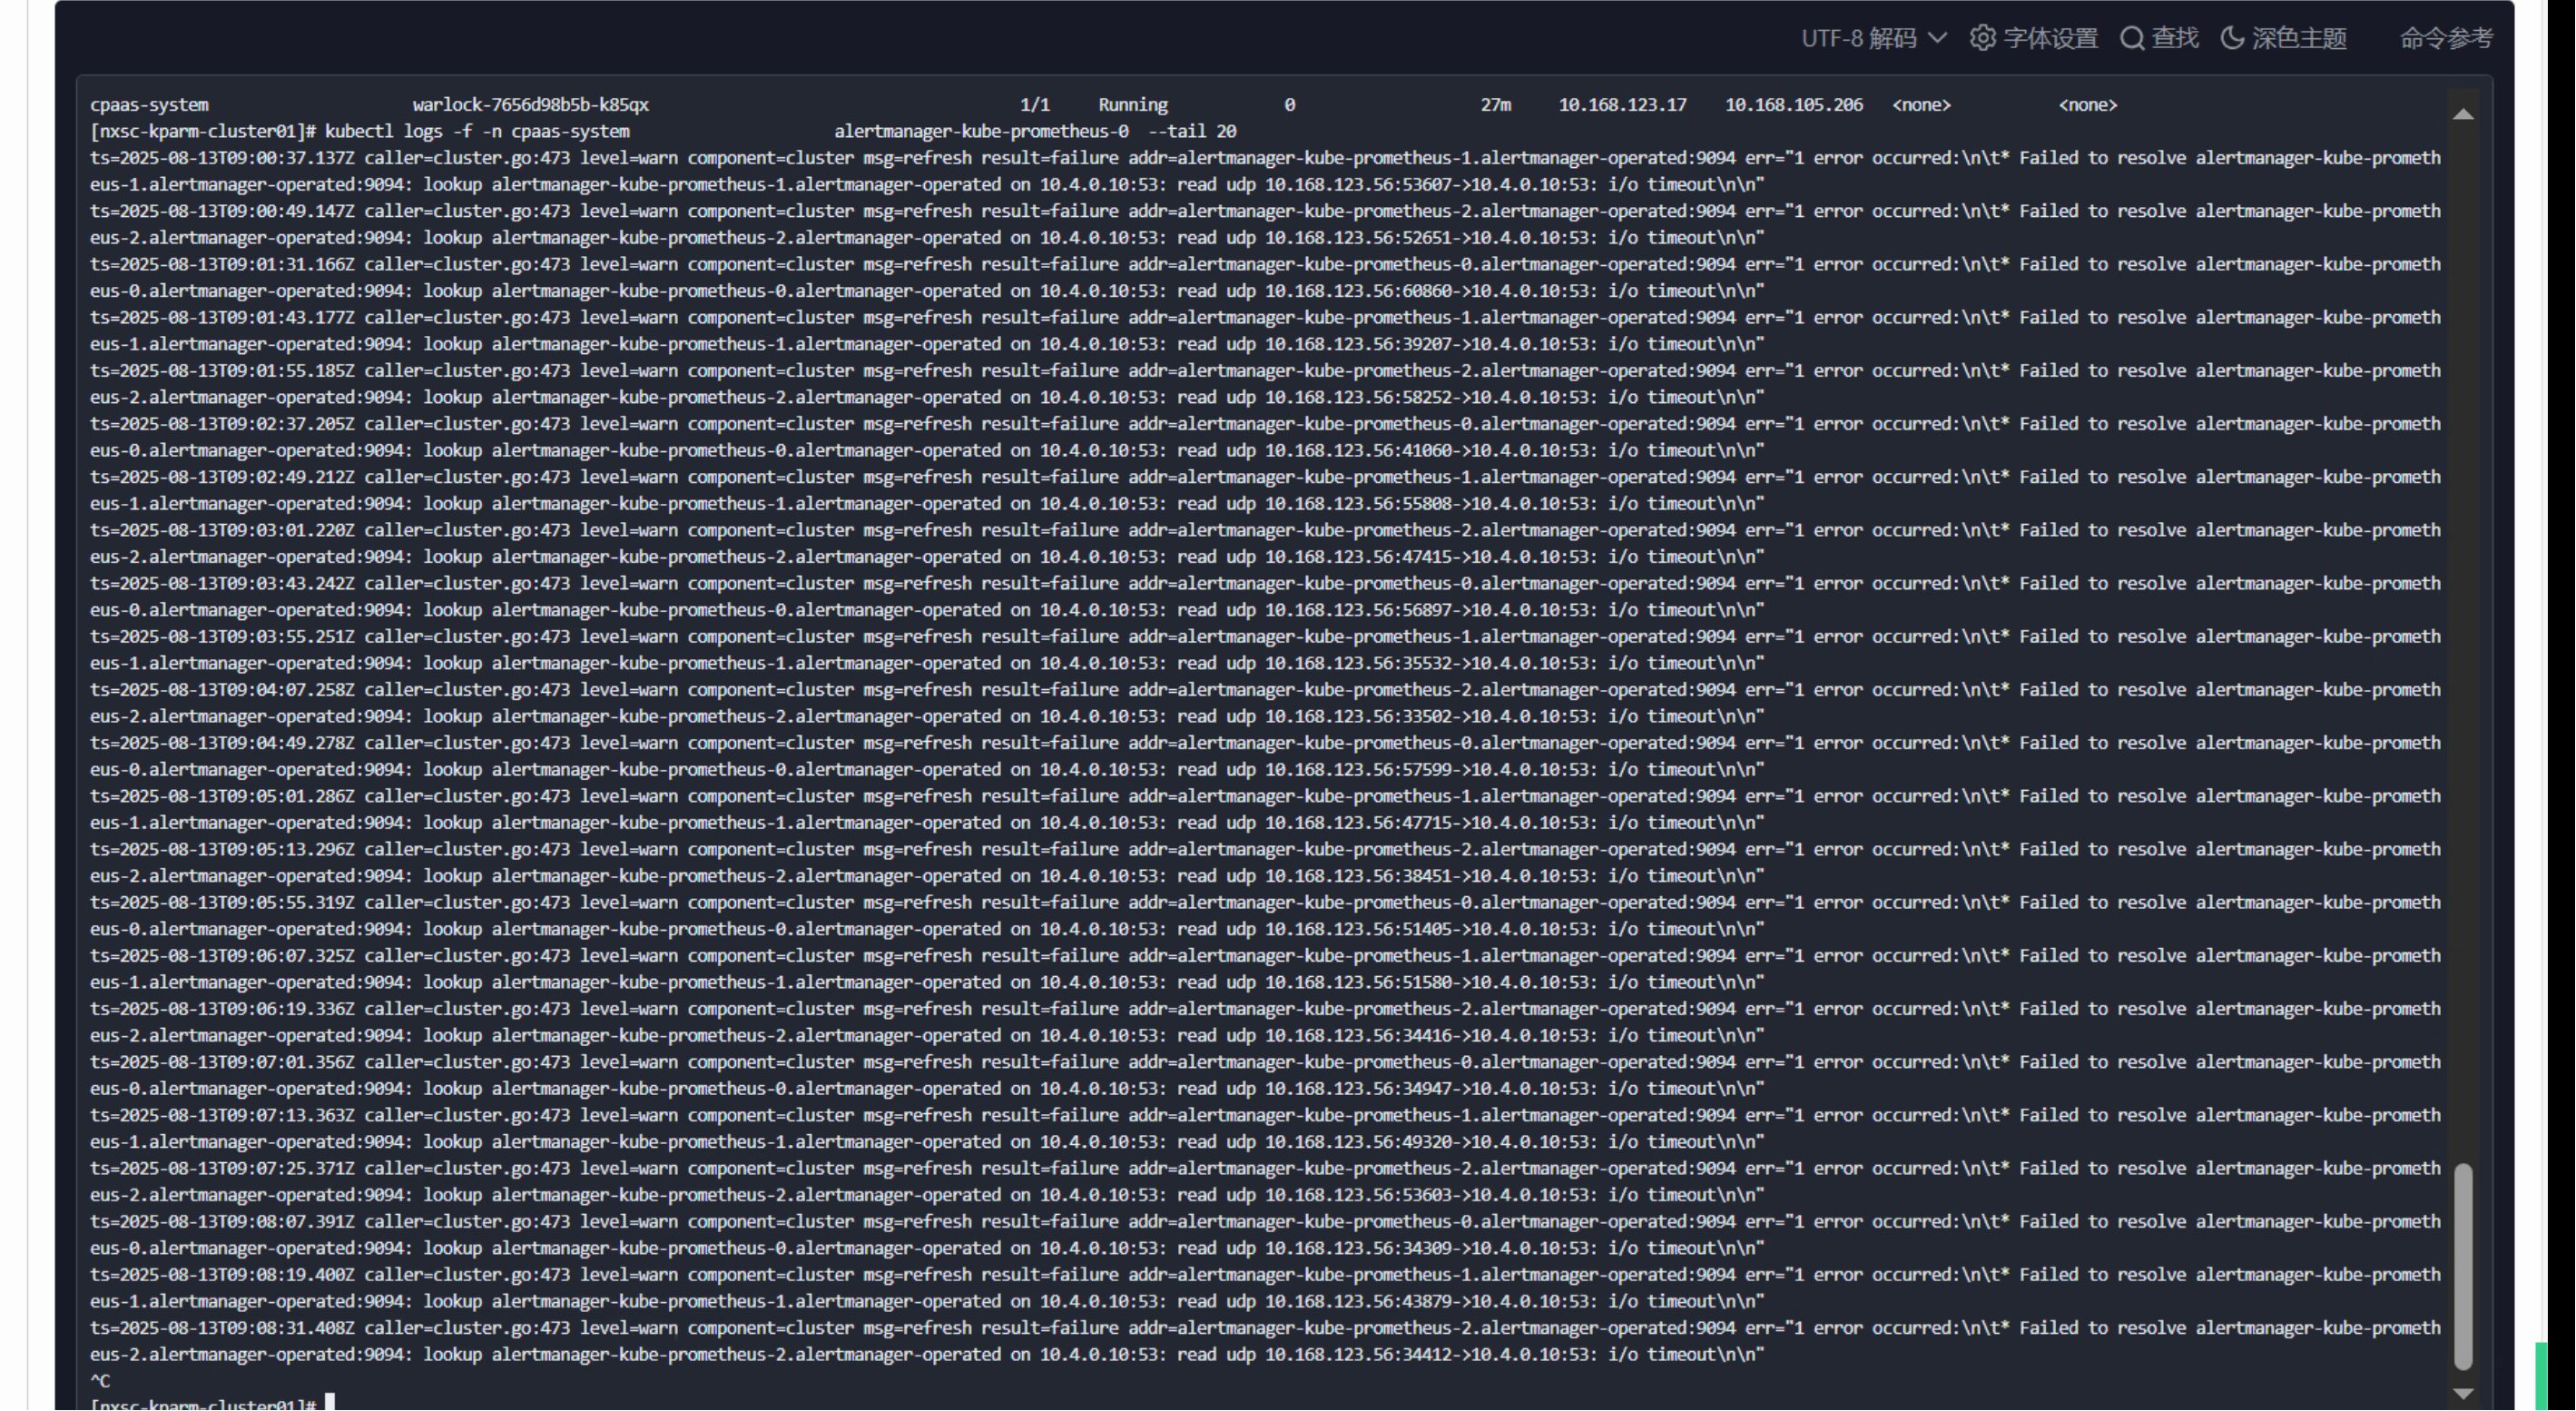 UTF-8 解码 字体设置 查找 深色主题 命令参考
cpaas-system warlock-7656d98b5b-k85qx 1/1 Running 0 27m 10.168.123.17 10.168.105.206 <none> <none>
[nxsc-kparm-cluster01]# kubectl logs -f -n cpaas-system alertmanager-kube-prometheus-0 --tail 20
ts=2025-08-13T09:00:37.137Z caller=cluster.go:473 level=warn component=cluster msg=refresh result=failure addr=alertmanager-kube-prometheus-1.alertmanager-operated:9094 err="1 error occurred:\n\t* Failed to resolve alertmanager-kube-prometh
eus-1.alertmanager-operated:9094: lookup alertmanager-kube-prometheus-1.alertmanager-operated on 10.4.0.10:53: read udp 10.168.123.56:53607->10.4.0.10:53: i/o timeout\n\n"
ts=2025-08-13T09:00:49.147Z caller=cluster.go:473 level=warn component=cluster msg=refresh result=failure addr=alertmanager-kube-prometheus-2.alertmanager-operated:9094 err="1 error occurred:\n\t* Failed to resolve alertmanager-kube-prometh
eus-2.alertmanager-operated:9094: lookup alertmanager-kube-prometheus-2.alertmanager-operated on 10.4.0.10:53: read udp 10.168.123.56:52651->10.4.0.10:53: i/o timeout\n\n"
ts=2025-08-13T09:01:31.166Z caller=cluster.go:473 level=warn component=cluster msg=refresh result=failure addr=alertmanager-kube-prometheus-0.alertmanager-operated:9094 err="1 error occurred:\n\t* Failed to resolve alertmanager-kube-prometh
eus-0.alertmanager-operated:9094: lookup alertmanager-kube-prometheus-0.alertmanager-operated on 10.4.0.10:53: read udp 10.168.123.56:60860->10.4.0.10:53: i/o timeout\n\n"
ts=2025-08-13T09:01:43.177Z caller=cluster.go:473 level=warn component=cluster msg=refresh result=failure addr=alertmanager-kube-prometheus-1.alertmanager-operated:9094 err="1 error occurred:\n\t* Failed to resolve alertmanager-kube-prometh
eus-1.alertmanager-operated:9094: lookup alertmanager-kube-prometheus-1.alertmanager-operated on 10.4.0.10:53: read udp 10.168.123.56:39207->10.4.0.10:53: i/o timeout\n\n"
ts=2025-08-13T09:01:55.185Z caller=cluster.go:473 level=warn component=cluster msg=refresh result=failure addr=alertmanager-kube-prometheus-2.alertmanager-operated:9094 err="1 error occurred:\n\t* Failed to resolve alertmanager-kube-prometh
eus-2.alertmanager-operated:9094: lookup alertmanager-kube-prometheus-2.alertmanager-operated on 10.4.0.10:53: read udp 10.168.123.56:58252->10.4.0.10:53: i/o timeout\n\n"
ts=2025-08-13T09:02:37.205Z caller=cluster.go:473 level=warn component=cluster msg=refresh result=failure addr=alertmanager-kube-prometheus-0.alertmanager-operated:9094 err="1 error occurred:\n\t* Failed to resolve alertmanager-kube-prometh
eus-0.alertmanager-operated:9094: lookup alertmanager-kube-prometheus-0.alertmanager-operated on 10.4.0.10:53: read udp 10.168.123.56:41060->10.4.0.10:53: i/o timeout\n\n"
ts=2025-08-13T09:02:49.212Z caller=cluster.go:473 level=warn component=cluster msg=refresh result=failure addr=alertmanager-kube-prometheus-1.alertmanager-operated:9094 err="1 error occurred:\n\t* Failed to resolve alertmanager-kube-prometh
eus-1.alertmanager-operated:9094: lookup alertmanager-kube-prometheus-1.alertmanager-operated on 10.4.0.10:53: read udp 10.168.123.56:55808->10.4.0.10:53: i/o timeout\n\n"
ts=2025-08-13T09:03:01.220Z caller=cluster.go:473 level=warn component=cluster msg=refresh result=failure addr=alertmanager-kube-prometheus-2.alertmanager-operated:9094 err="1 error occurred:\n\t* Failed to resolve alertmanager-kube-prometh
eus-2.alertmanager-operated:9094: lookup alertmanager-kube-prometheus-2.alertmanager-operated on 10.4.0.10:53: read udp 10.168.123.56:47415->10.4.0.10:53: i/o timeout\n\n"
ts=2025-08-13T09:03:43.242Z caller=cluster.go:473 level=warn component=cluster msg=refresh result=failure addr=alertmanager-kube-prometheus-0.alertmanager-operated:9094 err="1 error occurred:\n\t* Failed to resolve alertmanager-kube-prometh
eus-0.alertmanager-operated:9094: lookup alertmanager-kube-prometheus-0.alertmanager-operated on 10.4.0.10:53: read udp 10.168.123.56:56897->10.4.0.10:53: i/o timeout\n\n"
ts=2025-08-13T09:03:55.251Z caller=cluster.go:473 level=warn component=cluster msg=refresh result=failure addr=alertmanager-kube-prometheus-1.alertmanager-operated:9094 err="1 error occurred:\n\t* Failed to resolve alertmanager-kube-prometh
eus-1.alertmanager-operated:9094: lookup alertmanager-kube-prometheus-1.alertmanager-operated on 10.4.0.10:53: read udp 10.168.123.56:35532->10.4.0.10:53: i/o timeout\n\n"
ts=2025-08-13T09:04:07.258Z caller=cluster.go:473 level=warn component=cluster msg=refresh result=failure addr=alertmanager-kube-prometheus-2.alertmanager-operated:9094 err="1 error occurred:\n\t* Failed to resolve alertmanager-kube-prometh
eus-2.alertmanager-operated:9094: lookup alertmanager-kube-prometheus-2.alertmanager-operated on 10.4.0.10:53: read udp 10.168.123.56:33502->10.4.0.10:53: i/o timeout\n\n"
ts=2025-08-13T09:04:49.278Z caller=cluster.go:473 level=warn component=cluster msg=refresh result=failure addr=alertmanager-kube-prometheus-0.alertmanager-operated:9094 err="1 error occurred:\n\t* Failed to resolve alertmanager-kube-prometh
eus-0.alertmanager-operated:9094: lookup alertmanager-kube-prometheus-0.alertmanager-operated on 10.4.0.10:53: read udp 10.168.123.56:57599->10.4.0.10:53: i/o timeout\n\n"
ts=2025-08-13T09:05:01.286Z caller=cluster.go:473 level=warn component=cluster msg=refresh result=failure addr=alertmanager-kube-prometheus-1.alertmanager-operated:9094 err="1 error occurred:\n\t* Failed to resolve alertmanager-kube-prometh
eus-1.alertmanager-operated:9094: lookup alertmanager-kube-prometheus-1.alertmanager-operated on 10.4.0.10:53: read udp 10.168.123.56:47715->10.4.0.10:53: i/o timeout\n\n"
ts=2025-08-13T09:05:13.296Z caller=cluster.go:473 level=warn component=cluster msg=refresh result=failure addr=alertmanager-kube-prometheus-2.alertmanager-operated:9094 err="1 error occurred:\n\t* Failed to resolve alertmanager-kube-prometh
eus-2.alertmanager-operated:9094: lookup alertmanager-kube-prometheus-2.alertmanager-operated on 10.4.0.10:53: read udp 10.168.123.56:38451->10.4.0.10:53: i/o timeout\n\n"
ts=2025-08-13T09:05:55.319Z caller=cluster.go:473 level=warn component=cluster msg=refresh result=failure addr=alertmanager-kube-prometheus-0.alertmanager-operated:9094 err="1 error occurred:\n\t* Failed to resolve alertmanager-kube-prometh
eus-0.alertmanager-operated:9094: lookup alertmanager-kube-prometheus-0.alertmanager-operated on 10.4.0.10:53: read udp 10.168.123.56:51405->10.4.0.10:53: i/o timeout\n\n"
ts=2025-08-13T09:06:07.325Z caller=cluster.go:473 level=warn component=cluster msg=refresh result=failure addr=alertmanager-kube-prometheus-1.alertmanager-operated:9094 err="1 error occurred:\n\t* Failed to resolve alertmanager-kube-prometh
eus-1.alertmanager-operated:9094: lookup alertmanager-kube-prometheus-1.alertmanager-operated on 10.4.0.10:53: read udp 10.168.123.56:51580->10.4.0.10:53: i/o timeout\n\n"
ts=2025-08-13T09:06:19.336Z caller=cluster.go:473 level=warn component=cluster msg=refresh result=failure addr=alertmanager-kube-prometheus-2.alertmanager-operated:9094 err="1 error occurred:\n\t* Failed to resolve alertmanager-kube-prometh
eus-2.alertmanager-operated:9094: lookup alertmanager-kube-prometheus-2.alertmanager-operated on 10.4.0.10:53: read udp 10.168.123.56:34416->10.4.0.10:53: i/o timeout\n\n"
ts=2025-08-13T09:07:01.356Z caller=cluster.go:473 level=warn component=cluster msg=refresh result=failure addr=alertmanager-kube-prometheus-0.alertmanager-operated:9094 err="1 error occurred:\n\t* Failed to resolve alertmanager-kube-prometh
eus-0.alertmanager-operated:9094: lookup alertmanager-kube-prometheus-0.alertmanager-operated on 10.4.0.10:53: read udp 10.168.123.56:34947->10.4.0.10:53: i/o timeout\n\n"
ts=2025-08-13T09:07:13.363Z caller=cluster.go:473 level=warn component=cluster msg=refresh result=failure addr=alertmanager-kube-prometheus-1.alertmanager-operated:9094 err="1 error occurred:\n\t* Failed to resolve alertmanager-kube-prometh
eus-1.alertmanager-operated:9094: lookup alertmanager-kube-prometheus-1.alertmanager-operated on 10.4.0.10:53: read udp 10.168.123.56:49320->10.4.0.10:53: i/o timeout\n\n"
ts=2025-08-13T09:07:25.371Z caller=cluster.go:473 level=warn component=cluster msg=refresh result=failure addr=alertmanager-kube-prometheus-2.alertmanager-operated:9094 err="1 error occurred:\n\t* Failed to resolve alertmanager-kube-prometh
eus-2.alertmanager-operated:9094: lookup alertmanager-kube-prometheus-2.alertmanager-operated on 10.4.0.10:53: read udp 10.168.123.56:53603->10.4.0.10:53: i/o timeout\n\n"
ts=2025-08-13T09:08:07.391Z caller=cluster.go:473 level=warn component=cluster msg=refresh result=failure addr=alertmanager-kube-prometheus-0.alertmanager-operated:9094 err="1 error occurred:\n\t* Failed to resolve alertmanager-kube-prometh
eus-0.alertmanager-operated:9094: lookup alertmanager-kube-prometheus-0.alertmanager-operated on 10.4.0.10:53: read udp 10.168.123.56:34309->10.4.0.10:53: i/o timeout\n\n"
ts=2025-08-13T09:08:19.400Z caller=cluster.go:473 level=warn component=cluster msg=refresh result=failure addr=alertmanager-kube-prometheus-1.alertmanager-operated:9094 err="1 error occurred:\n\t* Failed to resolve alertmanager-kube-prometh
eus-1.alertmanager-operated:9094: lookup alertmanager-kube-prometheus-1.alertmanager-operated on 10.4.0.10:53: read udp 10.168.123.56:43879->10.4.0.10:53: i/o timeout\n\n"
ts=2025-08-13T09:08:31.408Z caller=cluster.go:473 level=warn component=cluster msg=refresh result=failure addr=alertmanager-kube-prometheus-2.alertmanager-operated:9094 err="1 error occurred:\n\t* Failed to resolve alertmanager-kube-prometh
eus-2.alertmanager-operated:9094: lookup alertmanager-kube-prometheus-2.alertmanager-operated on 10.4.0.10:53: read udp 10.168.123.56:34412->10.4.0.10:53: i/o timeout\n\n"
^C
[nxsc-kparm-cluster01]#